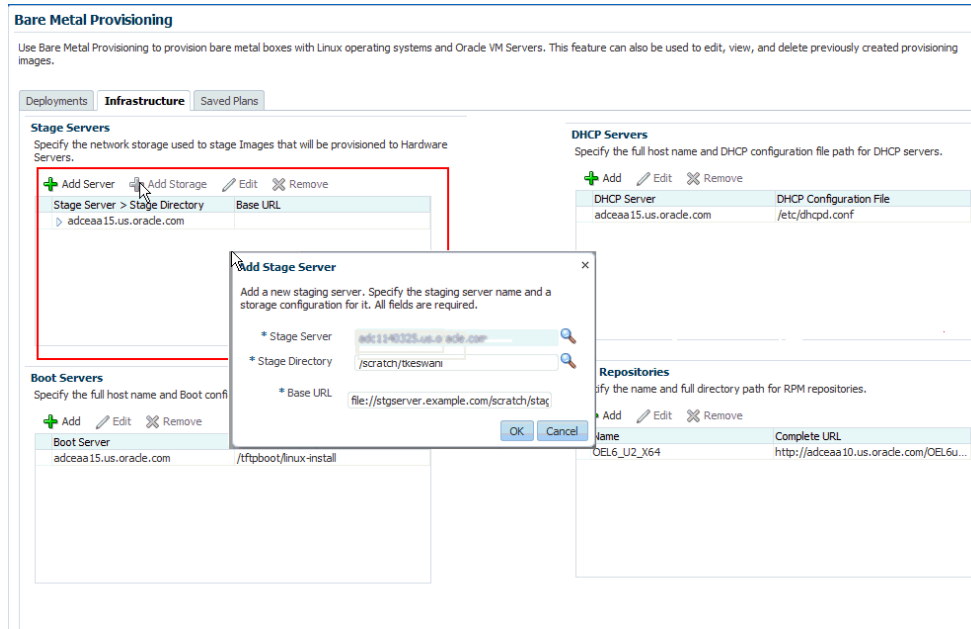 Bare Metal Provisioning
Use Bare Metal Provisioning to provision bare metal boxes with Linux operating systems and Oracle VM Servers. This feature can also be used to edit, view, and delete previously created provisioning
images.
Deployments Infrastructure Saved Plans
Stage Servers
Specify the network storage used to stage Images that will be provisioned to Hardware
Servers.
Add Server Add Storage Edit Remove
Stage Server > Stage Directory Base URL
adceaa15.us.oracle.com
DHCP Servers
Specify the full host name and DHCP configuration file path for DHCP servers.
Add Edit Remove
DHCP Server DHCP Configuration File
adceaa15.us.oracle.com /etc/dhcpd.conf
Add Stage Server
Add a new staging server. Specify the staging server name and a
storage configuration for it. All fields are required.
* Stage Server
* Stage Directory /scratch/tkeswani
* Base URL file://stgserver.example.com/scratch/stag
OK Cancel
Boot Servers
Specify the full host name and Boot confi
Add Edit Remove
Boot Server
adceaa15.us.oracle.com /tftpboot/linux-install
Repositories
ify the name and full directory path for RPM repositories.
Add Edit Remove
Name Complete URL
OEL6_U2_X64 http://adceaa10.us.oracle.com/OEL6u...